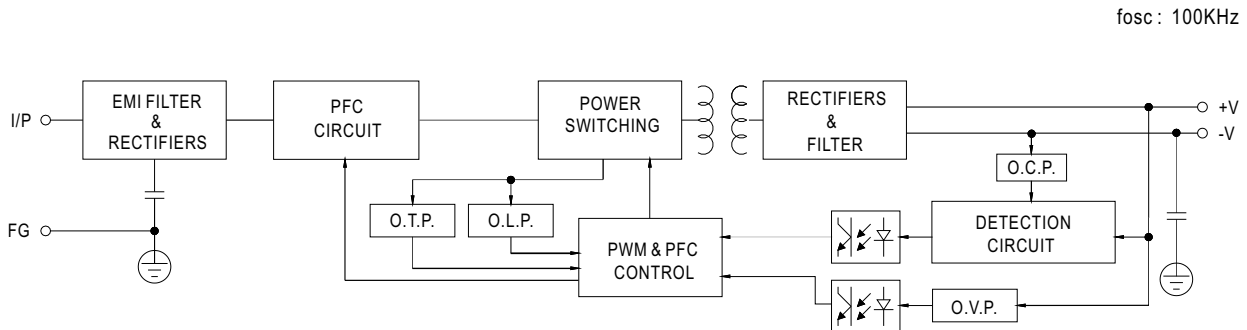 fosc : 100KHz
EMI FILTER
&
RECTIFIERS
PFC
CIRCUIT
POWER
SWITCHING
RECTIFIERS
&
FILTER
I/P
+V
-V
O.C.P.
O.T.P.
O.L.P.
FG
PWM & PFC
CONTROL
DETECTION
CIRCUIT
O.V.P.